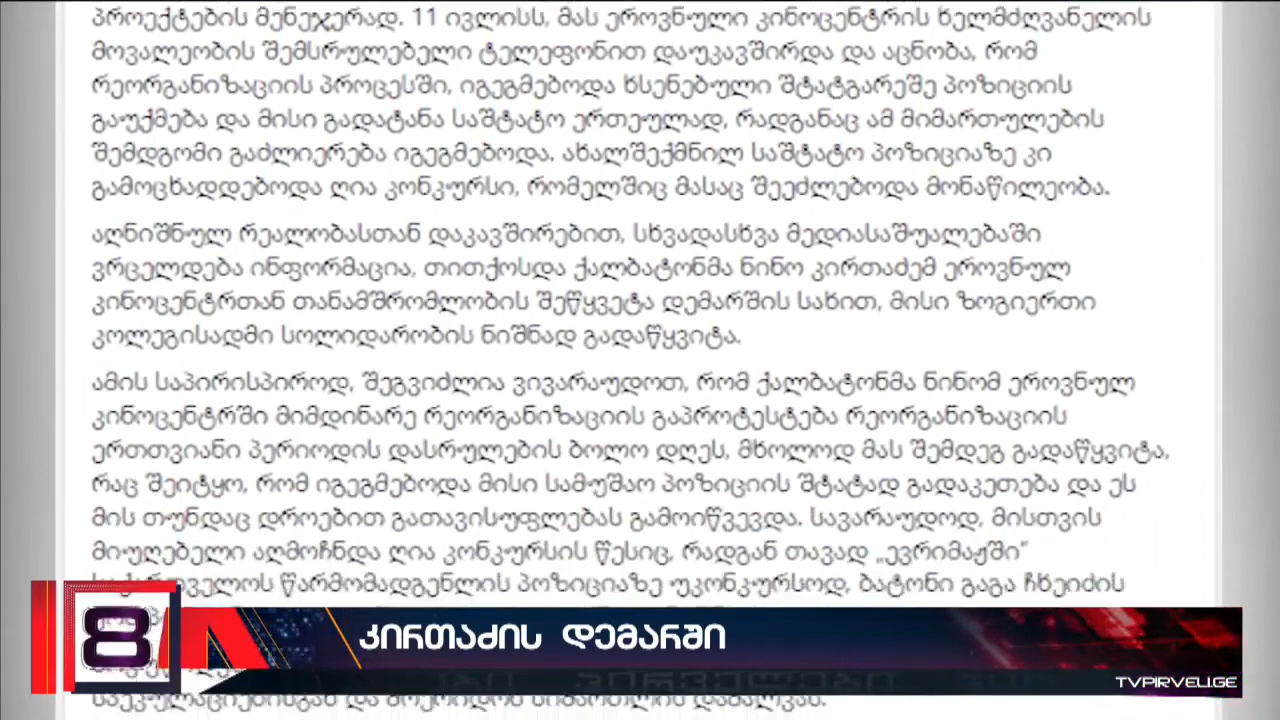 პროექტების მენეჯერად. 11 ივლისს, მას ეროვნული კინოცენტრის ხელმძღვანელის
მოვალეობის შემსრულებელი ტელეფონით დაუკავშირდა და აცნობა, რომ
რეორგანიზაციის პროცესში, იგეგმებოდა ხსენებული შტატგარეშე პოზიციის
გაუქმება და მისი გადატანა საშტატო ერთეულად, რადგანაც ამ მიმართულების
შემდგომი გაძლიერება იგეგმებოდა. ახალშექმნილ საშტატო პოზიციაზე კი
გამოცხადდებოდა ღია კონკურსი, რომელშიც მასაც შეეძლებოდა მონაწილეობა.
აღნიშნულ რეალობასთან დაკავშირებით, სხვადასხვა მედიასაშუალებაში
ვრცელდება ინფორმაცია, თითქოსდა ქალბატონმა ნინო კირთაძემ ეროვნულ
კინოცენტრთან თანამშრომლობის შეწყვეტა დემარშის სახით, მისი ზოგიერთი
კოლეგისადმი სოლიდარობის ნიშნად გადაწყვიტა.
ამის საპირისპიროდ, შეგვიძლია ვივარაუდოთ, რომ ქალბატონმა ნინომ ეროვნულ
კინოცენტრში მიმდინარე რეორგანიზაციის გაპროტესტება რეორგანიზაციის
ერთთვიანი პერიოდის დასრულების ბოლო დღეს, მხოლოდ მას შემდეგ გადაწყვიტა,
რაც შეიტყო, რომ იგეგმებოდა მისი სამუშაო პოზიციის შტატად გადაკეთება და ეს
მის თუნდაც დროებით გათავისუფლებას გამოიწვევდა. სავარაუდოდ, მისთვის
მიუღებელი აღმოჩნდა ღია კონკურსის წესიც, რადგან თავად „ევრიმაჟში"
საქართველოს წარმომადგენლის პოზიციაზე უკონკურსოდ, ბატონი გაგა ჩხეიძის
8
კირთაძის დემარში
TVPIRVELI.GE